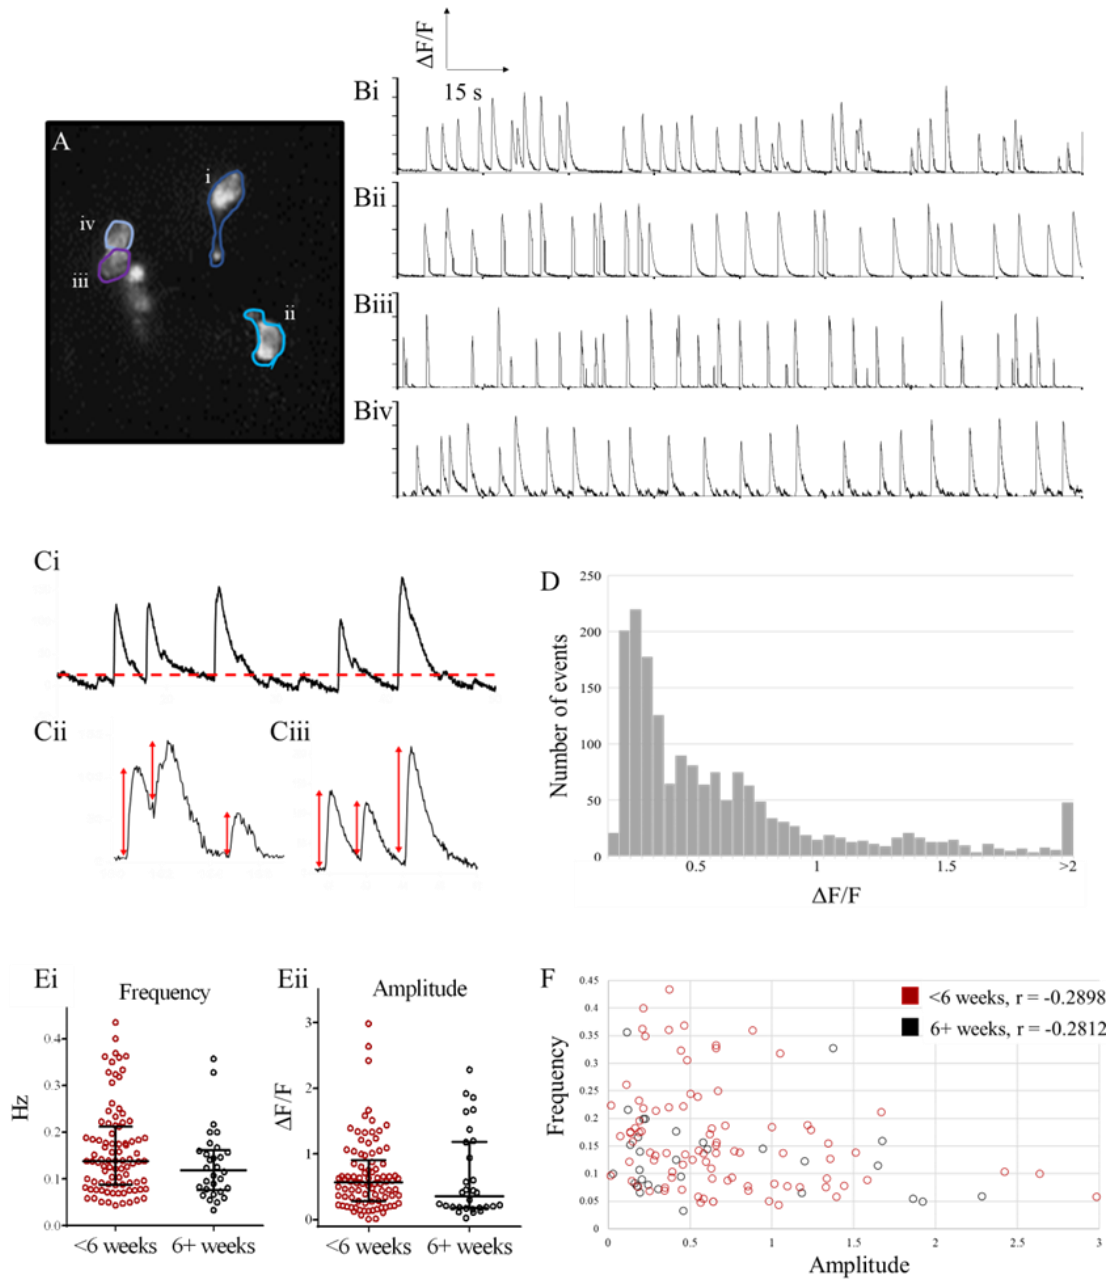 ΔF/F
15 s
A
i
iv
iii
ii
Bi
Bii
Biii
Biv
Ci
Cii
Ciii
D
250
200
150
100
50
0
Number of events
0.5 1 1.5 >2
ΔF/F
Ei
Frequency
Hz
0.4
0.3
0.2
0.1
0.0
<6 weeks 6+ weeks
Eii
Amplitude
ΔF/F
3
2
1
0
<6 weeks 6+ weeks
F
Frequency
0.45
0.4
0.35
0.3
0.25
0.2
0.15
0.1
0.05
0
<6 weeks, r = -0.2898
6+ weeks, r = -0.2812
0 0.5 1 1.5 2 2.5 3
Amplitude